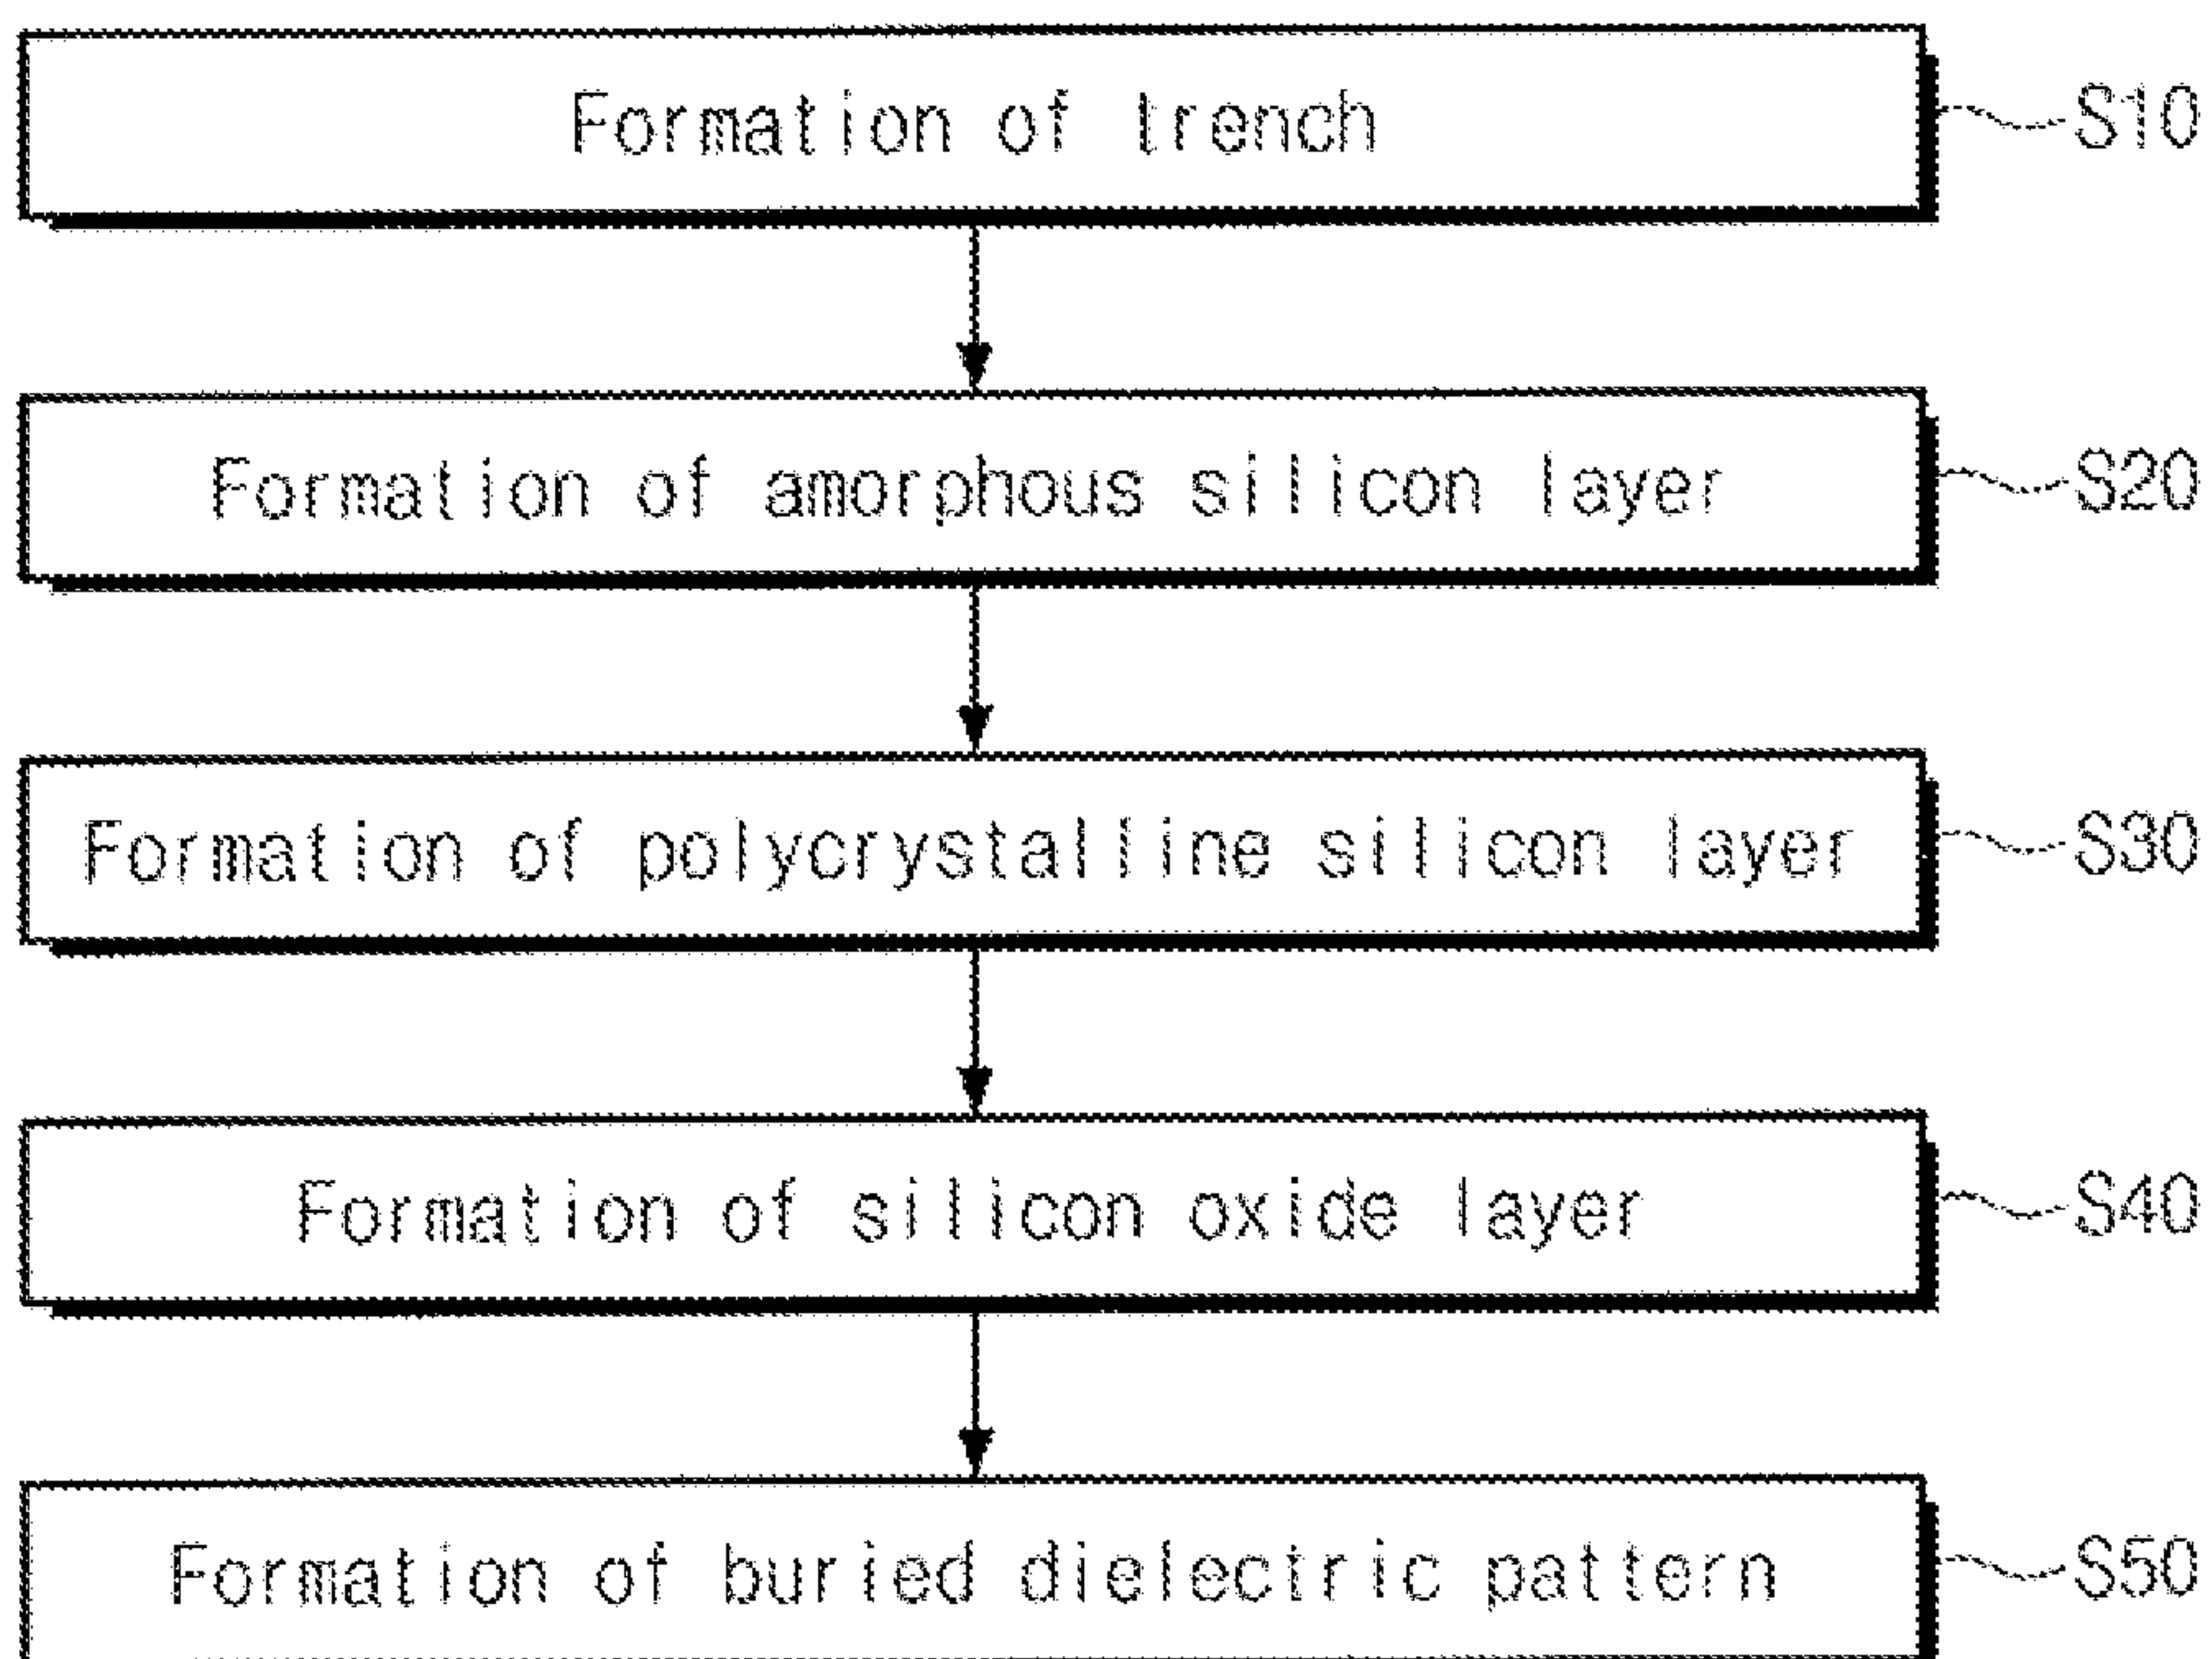 Formation of trench S10
Formation of amorphous silicon layer S20
Formation of polycrystalline silicon layer S30
Formation of silicon oxide layer S40
Formation of buried dielectric pattern S50